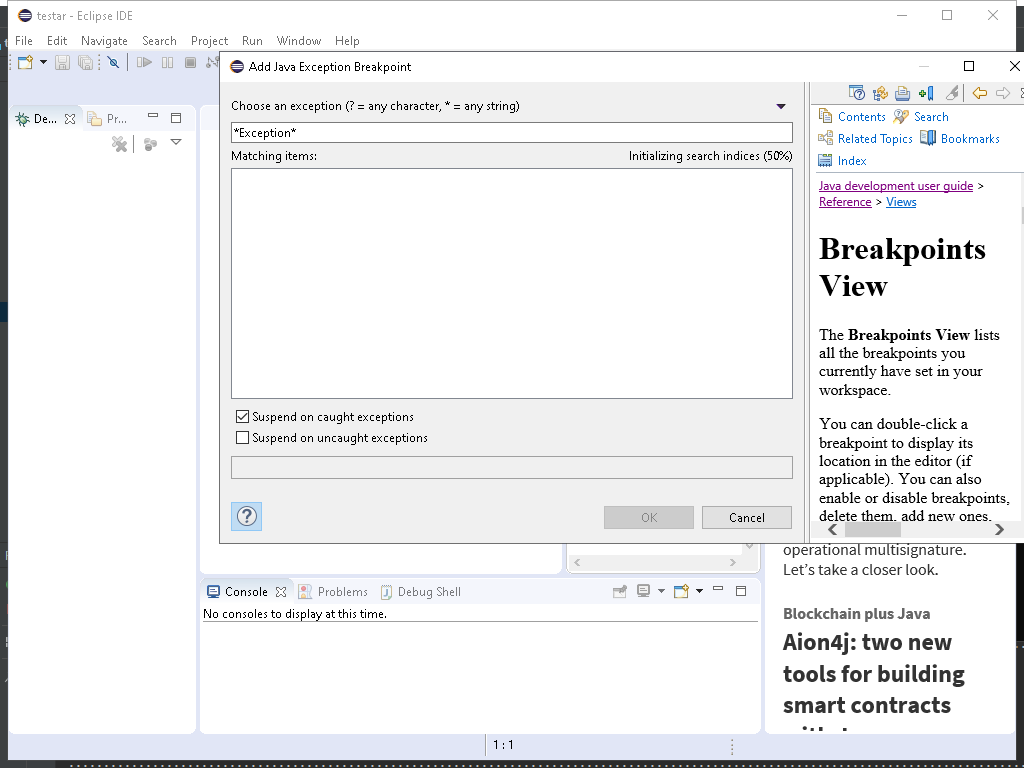 testar - Eclipse IDE
File Edit Navigate Search Project Run Window Help
Add Java Exception Breakpoint
De...
Pr...
Choose an exception (? = any character, * = any string)
*Exception*
Matching items:
Initializing search indices (50%)
Suspend on caught exceptions
Suspend on uncaught exceptions
OK
Cancel
Contents
Search
Related Topics
Bookmarks
Index
Java development user guide >
Reference > Views
Breakpoints
View
The Breakpoints View lists
all the breakpoints you
currently have set in your
workspace.
You can double-click a
breakpoint to display its
location in the editor (if
applicable). You can also
enable or disable breakpoints,
delete them, add new ones,
operational multisignature.
Let's take a closer look.
Blockchain plus Java
Aion4j: two new
tools for building
smart contracts
Console
Problems
Debug Shell
No consoles to display at this time.
1 : 1